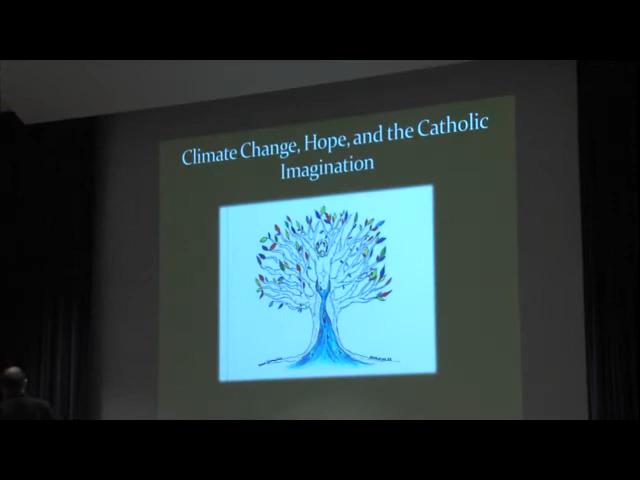 Climate Change, Hope, and the Catholic
Imagination